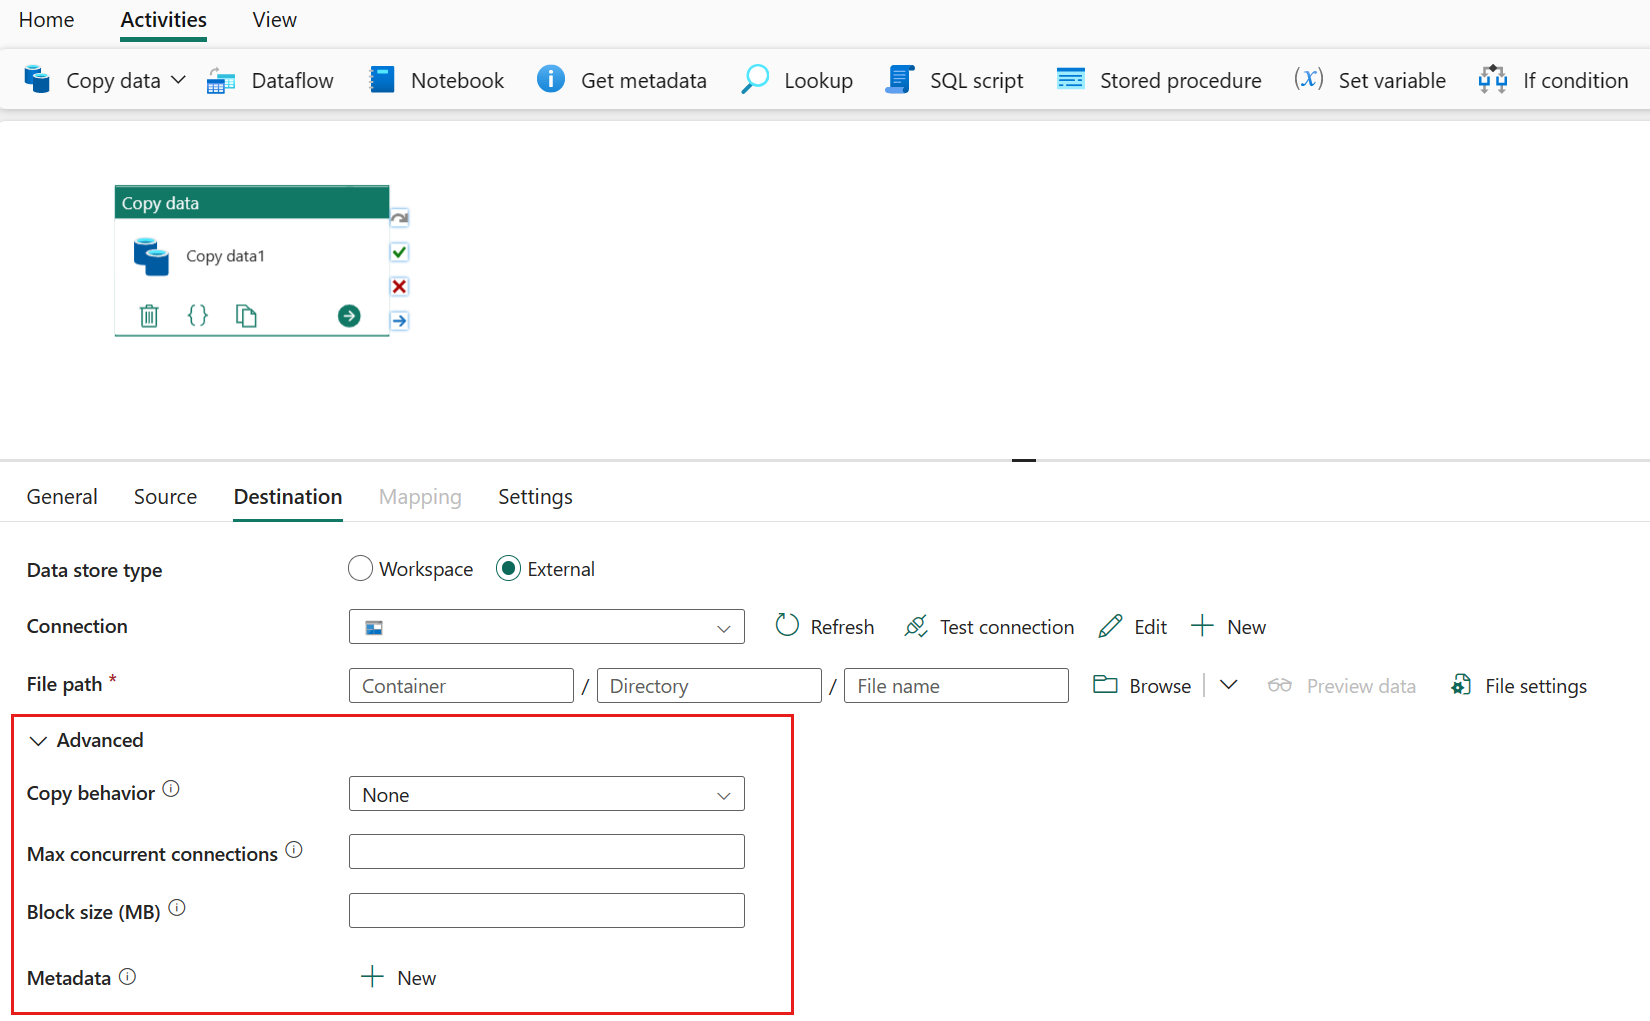 Home Activities View
Copy data Dataflow Notebook Get metadata Lookup SQL script Stored procedure (x) Set variable If condition
Copy data
Copy data1
{}
General Source Destination Mapping Settings
Data store type Workspace External
Connection Refresh Test connection Edit New
File path * Container / Directory / File name Browse Preview data File settings
Advanced
Copy behavior None
Max concurrent connections
Block size (MB)
Metadata New